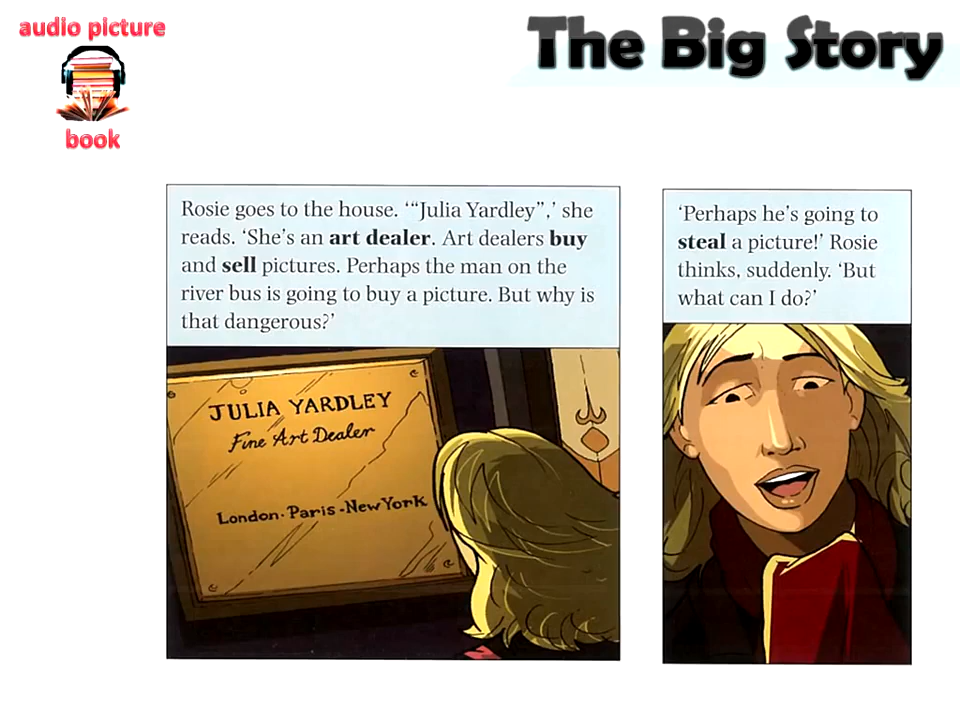 audio picture
book
The Big Story
Rosie goes to the house. ‘“Julia Yardley”,’ she
reads. ‘She’s an art dealer. Art dealers buy
and sell pictures. Perhaps the man on the
river bus is going to buy a picture. But why is
that dangerous?’
JULIA YARDLEY
Fine Art Dealer
London · Paris - New York
‘Perhaps he’s going to
steal a picture!’ Rosie
thinks, suddenly. ‘But
what can I do?’